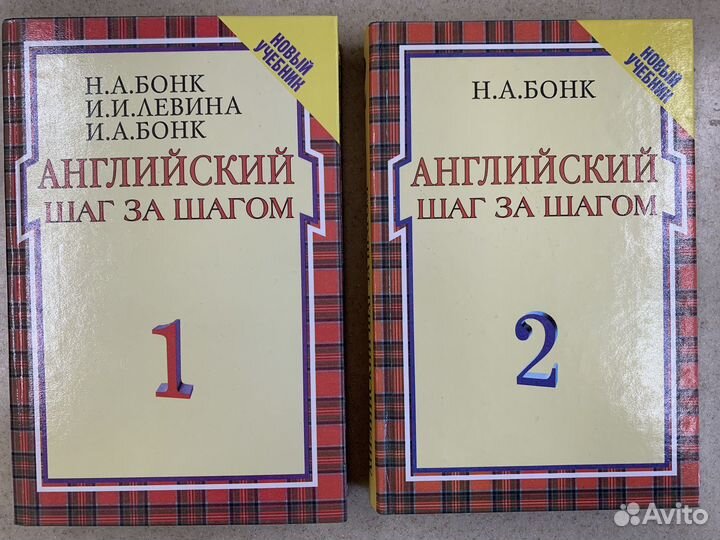 НОВЫЙ
УЧЕБНИК
Н.А.БОНК
И.И.ЛЕВИНА
И.А.БОНК
АНГЛИЙСКИЙ
ШАГ ЗА ШАГОМ
1
НОВЫЙ
УЧЕБНИК
Н.А.БОНК
АНГЛИЙСКИЙ
ШАГ ЗА ШАГОМ
2
Avito